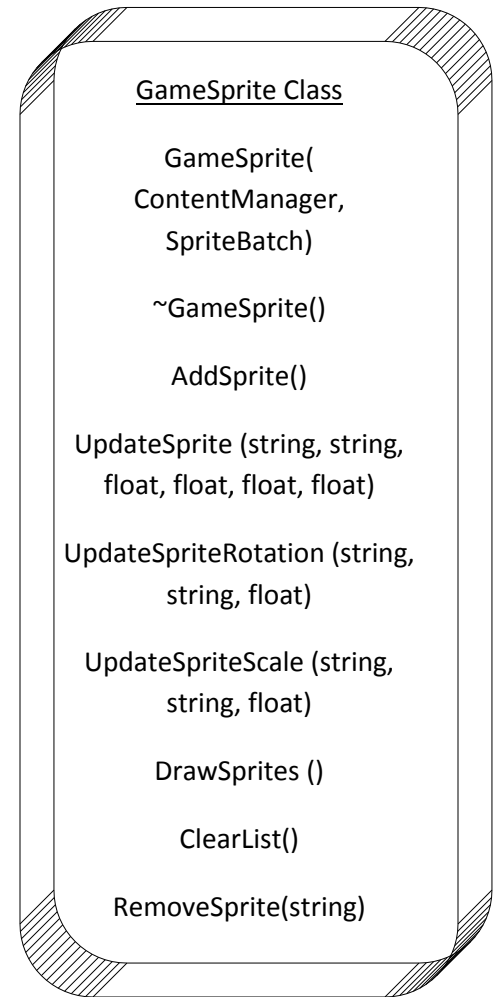 GameSprite Class
GameSprite(
ContentManager,
SpriteBatch)
~GameSprite()
AddSprite()
UpdateSprite (string, string,
float, float, float, float)
UpdateSpriteRotation (string,
string, float)
UpdateSpriteScale (string,
string, float)
DrawSprites ()
ClearList()
RemoveSprite(string)